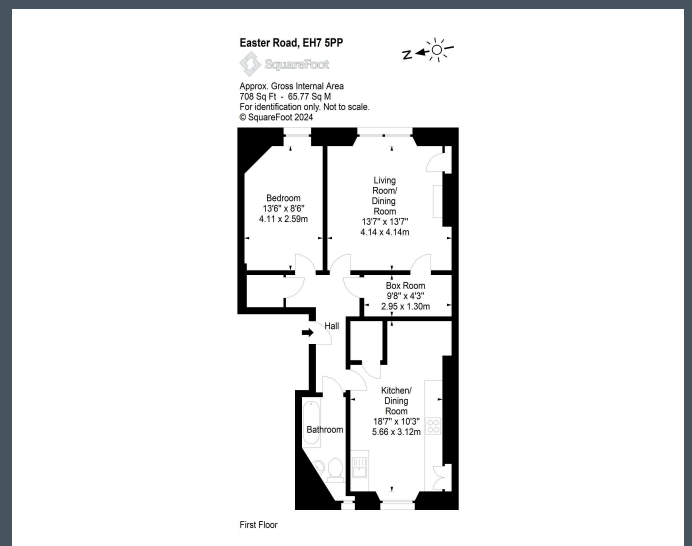 Easter Road, EH7 5PP
SquareFoot
Approx. Gross Internal Area
708 Sq Ft - 65.77 Sq M
For identification only. Not to scale.
© SquareFoot 2024
Z
Bedroom
13'6" x 8'6"
4.11 x 2.59m
Living
Room/
Dining
Room
13'7" x 13'7"
4.14 x 4.14m
Box Room
9'8" x 4'3"
2.95 x 1.30m
Hall
Kitchen/
Dining
Room
18'7" x 10'3"
5.66 x 3.12m
Bathroom
First Floor